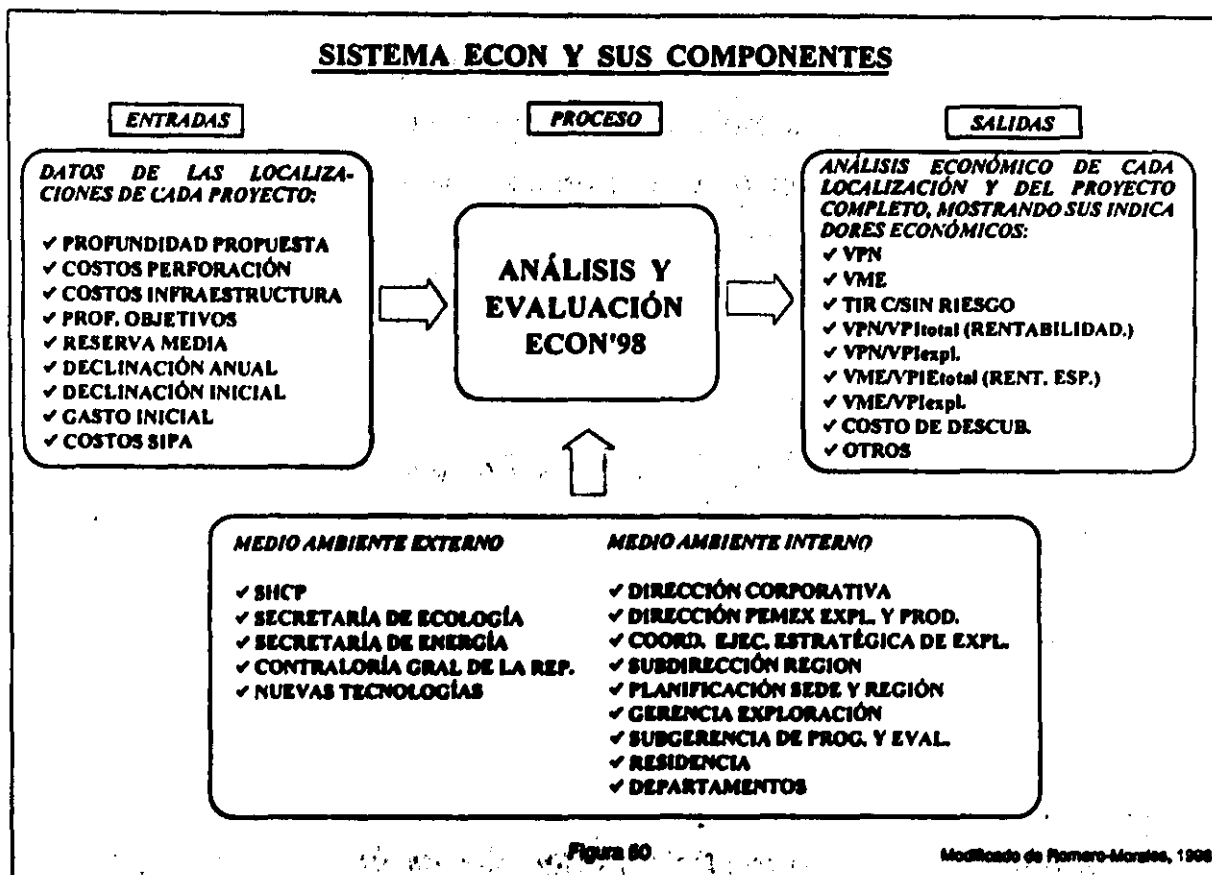 SISTEMA ECON Y SUS COMPONENTES
ENTRADAS
DATOS DE LAS LOCALIZA-
CIONES DE CADA PROYECTO:
✓ PROFUNDIDAD PROPUESTA
✓ COSTOS PERFORACIÓN
✓ COSTOS INFRAESTRUCTURA
✓ PROF. OBJETIVOS
✓ RESERVA MEDIA
✓ DECLINACIÓN ANUAL
✓ DECLINACIÓN INICIAL
✓ GASTO INICIAL
✓ COSTOS SIPA
PROCESO
ANÁLISIS Y
EVALUACIÓN
ECON'98
SALIDAS
ANÁLISIS ECONÓMICO DE CADA
LOCALIZACIÓN Y DEL PROYECTO
COMPLETO, MOSTRANDO SUS INDICA
DORES ECONÓMICOS:
✓ VPN
✓ VME
✓ TIR C/SIN RIESGO
✓ VPN/VPItotal (RENTABILIDAD.)
✓ VPN/VPIexpl.
✓ VME/VPIEtotal (RENT. ESP.)
✓ VME/VPIexpl.
✓ COSTO DE DESCUB.
✓ OTROS
MEDIO AMBIENTE EXTERNO
✓ SHCP
✓ SECRETARÍA DE ECOLOGÍA
✓ SECRETARÍA DE ENERGÍA
✓ CONTRALORÍA GRAL DE LA REP.
✓ NUEVAS TECNOLOGÍAS
MEDIO AMBIENTE INTERNO
✓ DIRECCIÓN CORPORATIVA
✓ DIRECCIÓN PEMEX EXPL. Y PROD.
✓ COORD. EJEC. ESTRATÉGICA DE EXPL.
✓ SUBDIRECCIÓN REGION
✓ PLANIFICACIÓN SEDE Y REGIÓN
✓ GERENCIA EXPLORACIÓN
✓ SUBGERENCIA DE PROG. Y EVAL.
✓ RESIDENCIA
✓ DEPARTAMENTOS
Figura 60
Modificado de Romero-Morales,